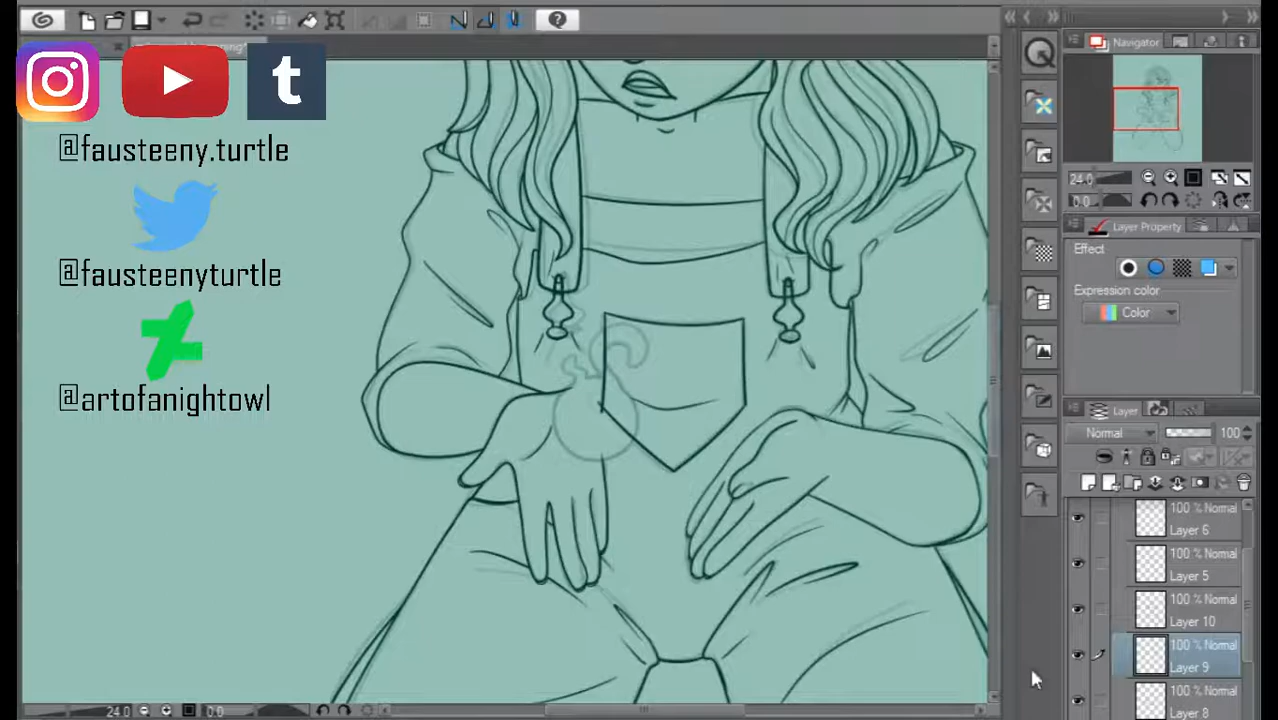 Navigator
t
@fausteeny.turtle
24.0
0.0
Layer Property
Effect
@fausteenyturtle
Expression color
Color
@artofanightowl
Layer
Normal
100
100 % Normal
Layer 6
100 % Normal
Layer 5
100 % Normal
Layer 10
100 % Normal
Layer 9
100 % Normal
Layer 8
24.0
0.0